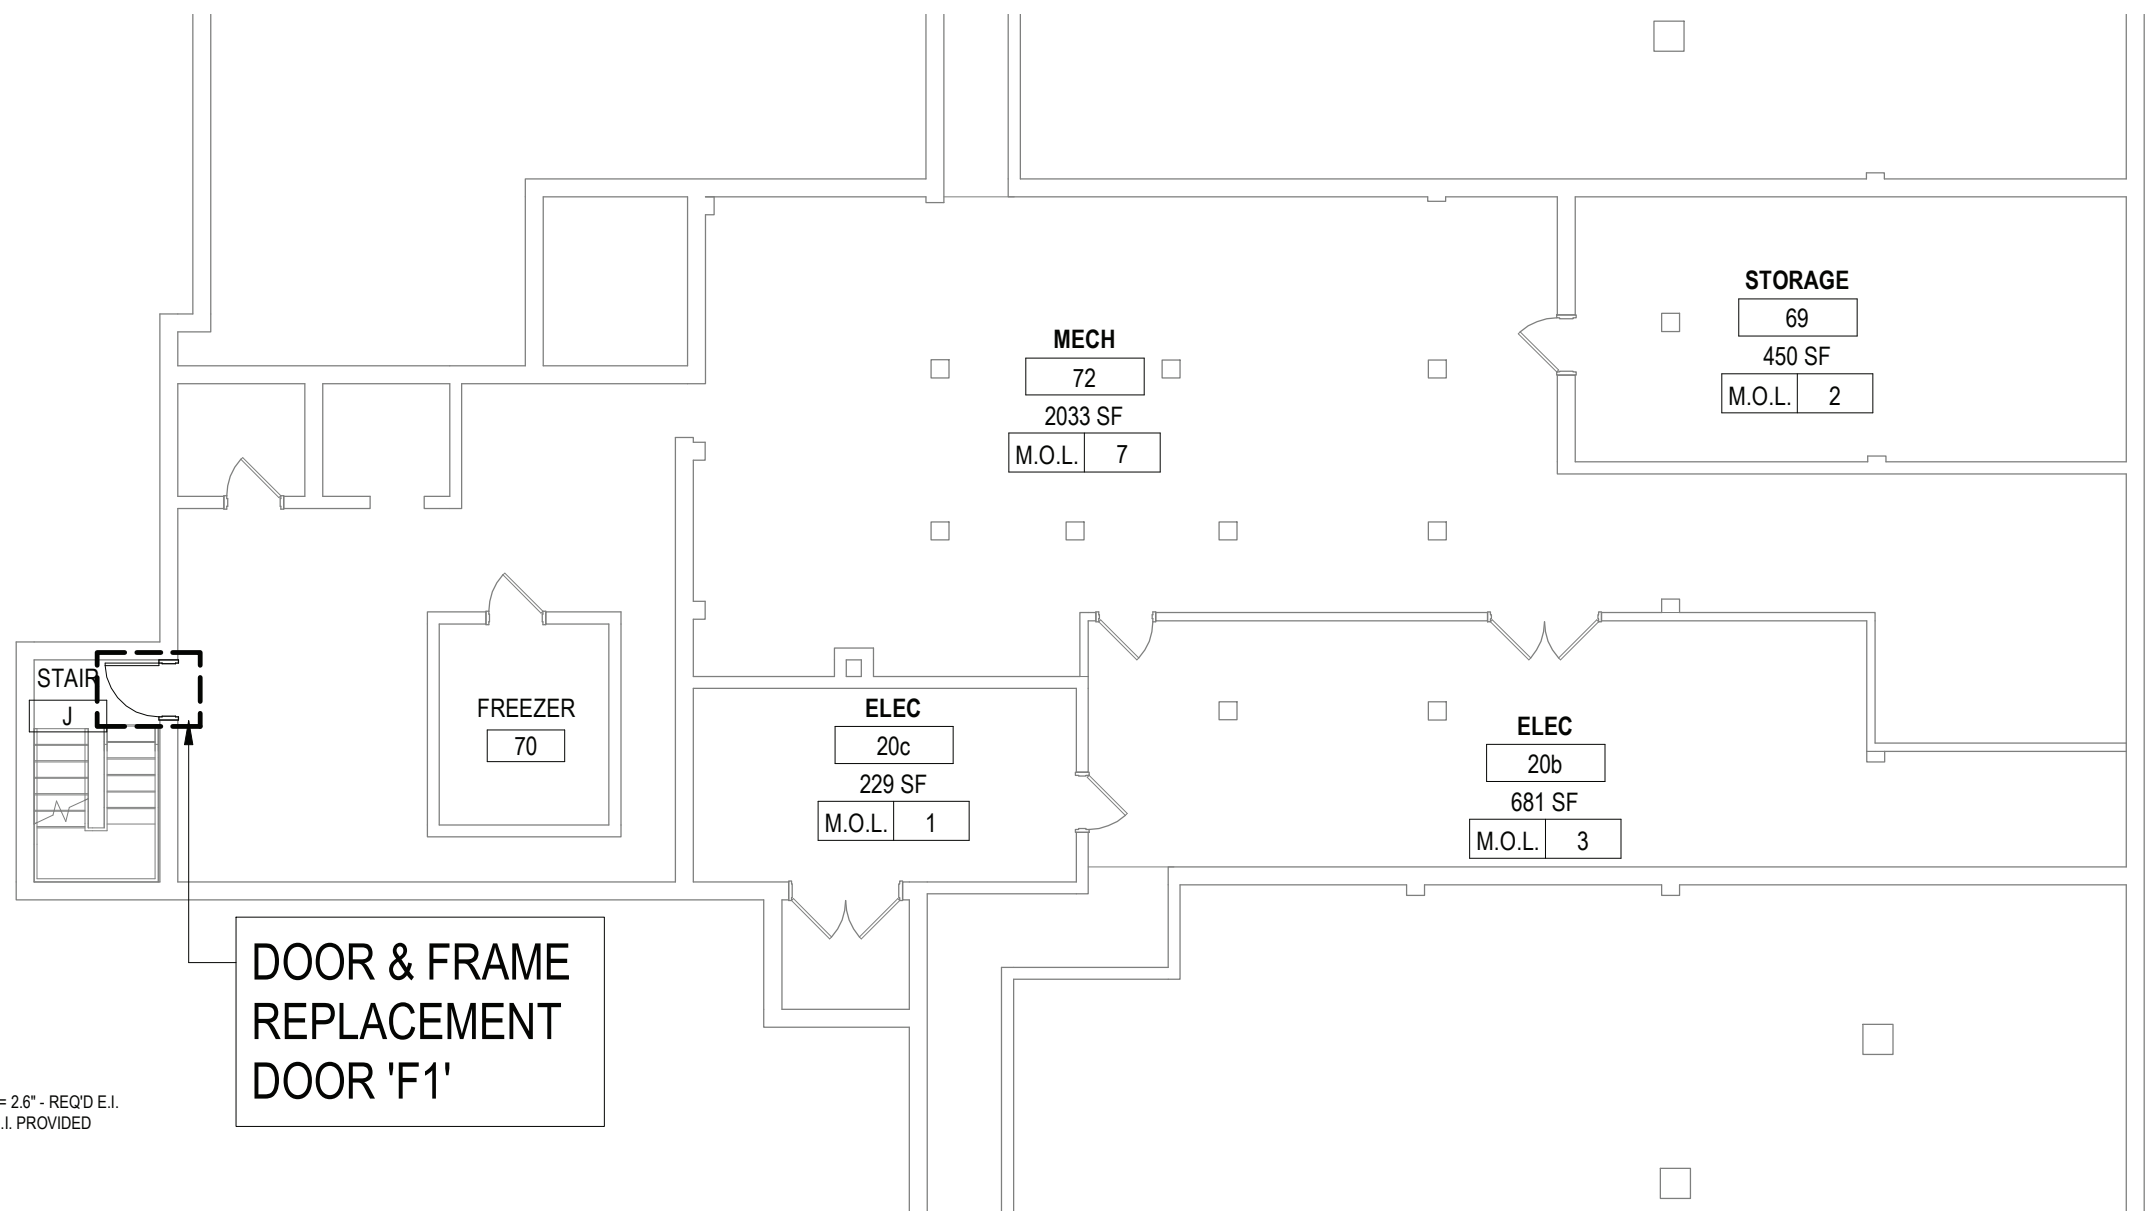 STORAGE
69
450 SF
M.O.L. 2
MECH
72
2033 SF
M.O.L. 7
STAIR
J
FREEZER
70
ELEC
20c
229 SF
M.O.L. 1
ELEC
20b
681 SF
M.O.L. 3
DOOR & FRAME
REPLACEMENT
DOOR 'F1'
= 2.6" - REQ'D E.I.
.I. PROVIDED